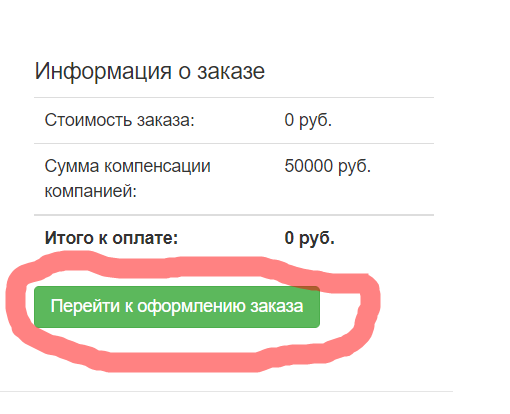 Информация о заказе
Стоимость заказа: 0 руб.
Сумма компенсации 50000 руб.
компанией:
Итого к оплате: 0 руб.
Перейти к оформлению заказа